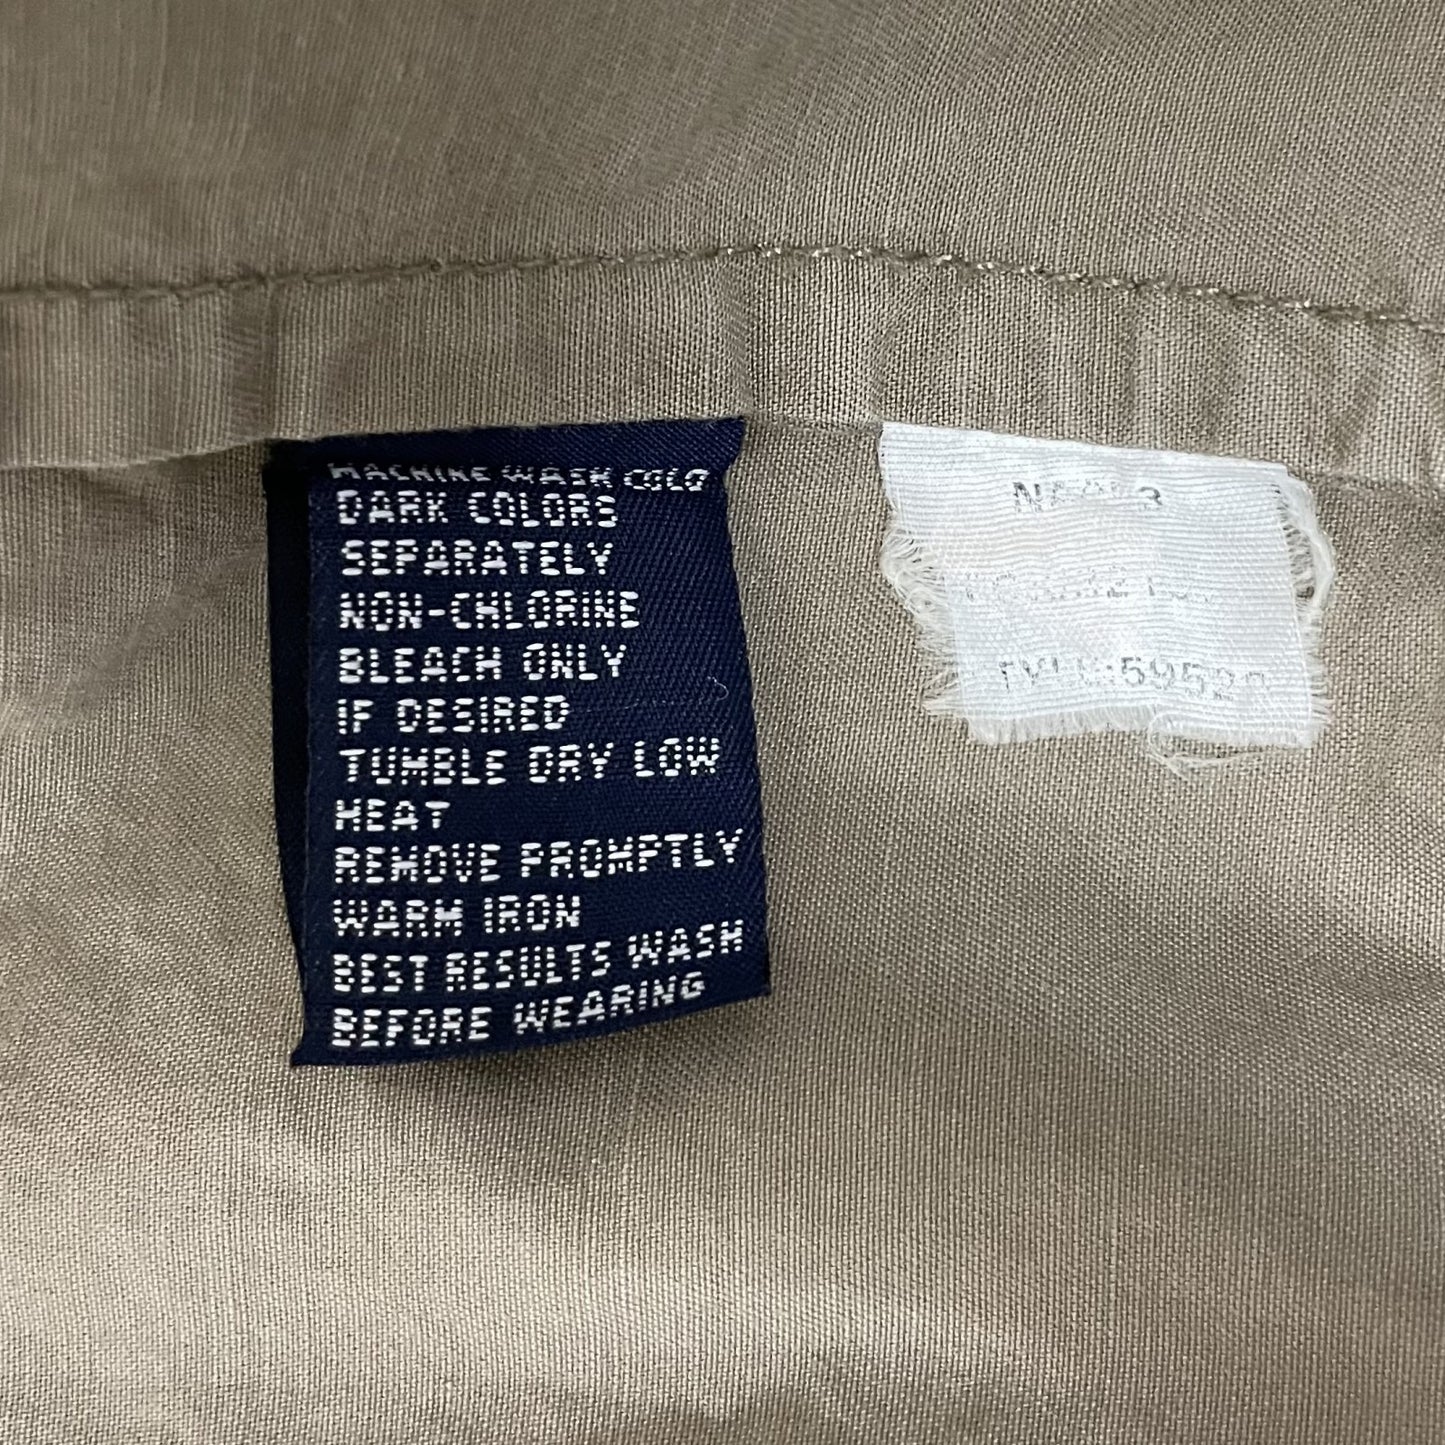 MACHINE WASH COLD
DARK COLORS
SEPARATELY
NON-CHLORINE
BLEACH ONLY
IF DESIRED
TUMBLE DRY LOW
HEAT
REMOVE PROMPTLY
WARM IRON
BEST RESULTS WASH
BEFORE WEARING